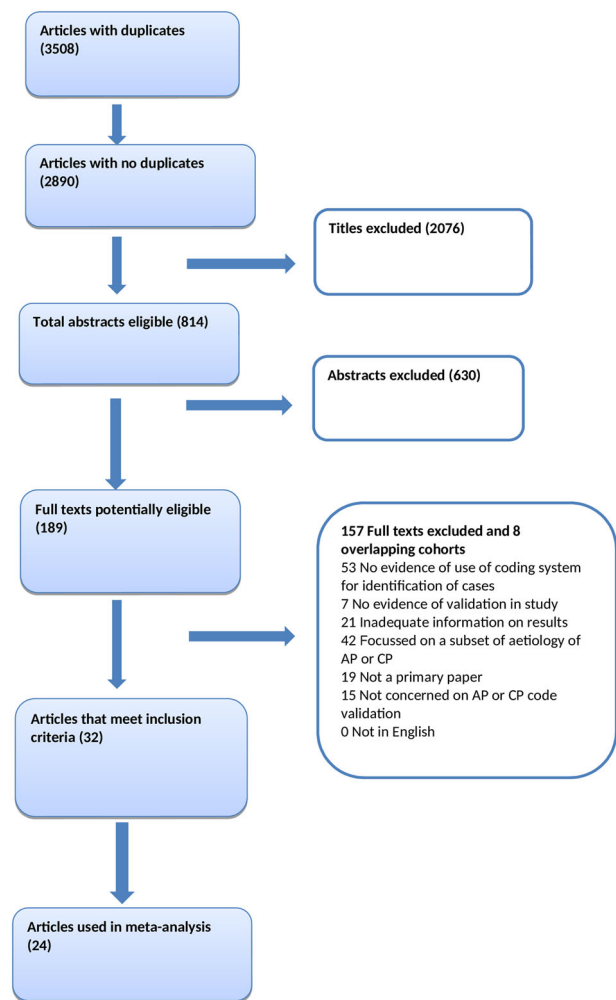 Articles with duplicates
(3508)
Articles with no duplicates
(2890)
Titles excluded (2076)
Total abstracts eligible (814)
Abstracts excluded (630)
Full texts potentially eligible
(189)
157 Full texts excluded and 8
overlapping cohorts
53 No evidence of use of coding system
for identification of cases
7 No evidence of validation in study
21 Inadequate information on results
42 Focussed on a subset of aetiology of
AP or CP
19 Not a primary paper
15 Not concerned on AP or CP code
validation
0 Not in English
Articles that meet inclusion
criteria (32)
Articles used in meta-analysis
(24)